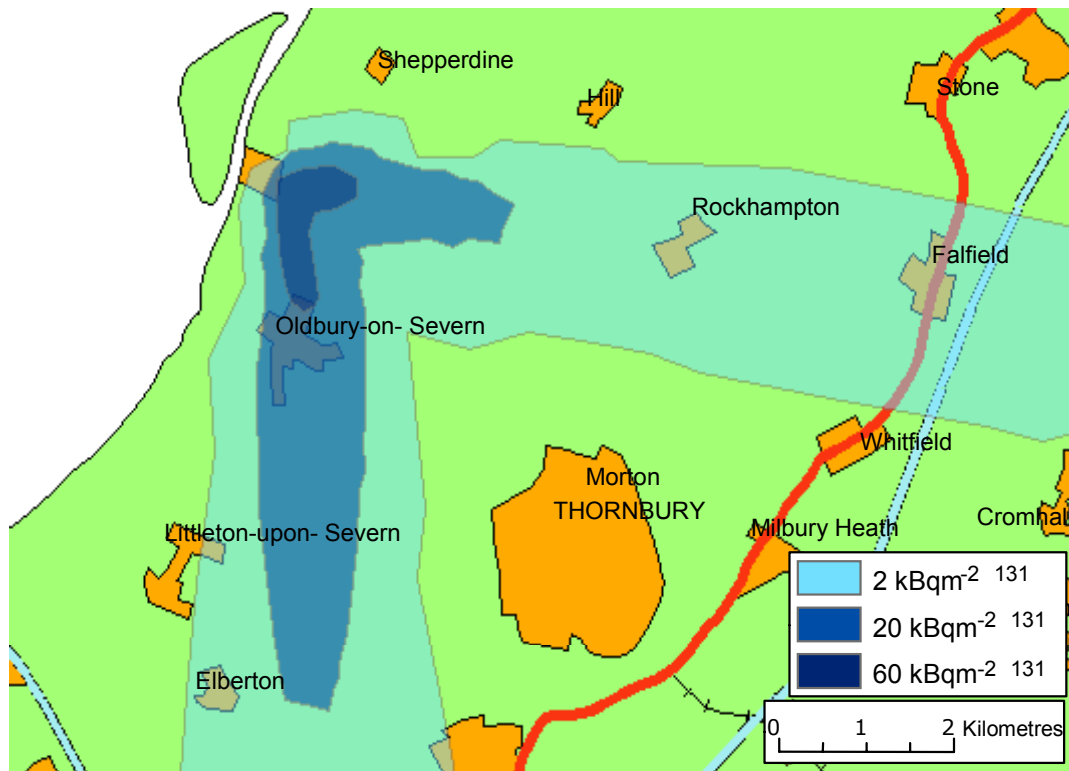 Shepperdine
Hill
Stone
Rockhampton
Falfield
Oldbury-on- Severn
Whitfield
Morton
THORNBURY
Littleton-upon- Severn
Milbury Heath
Cromhal
Elberton
2 kBqm-2 131
20 kBqm-2 131
60 kBqm-2 131
0 1 2 Kilometres